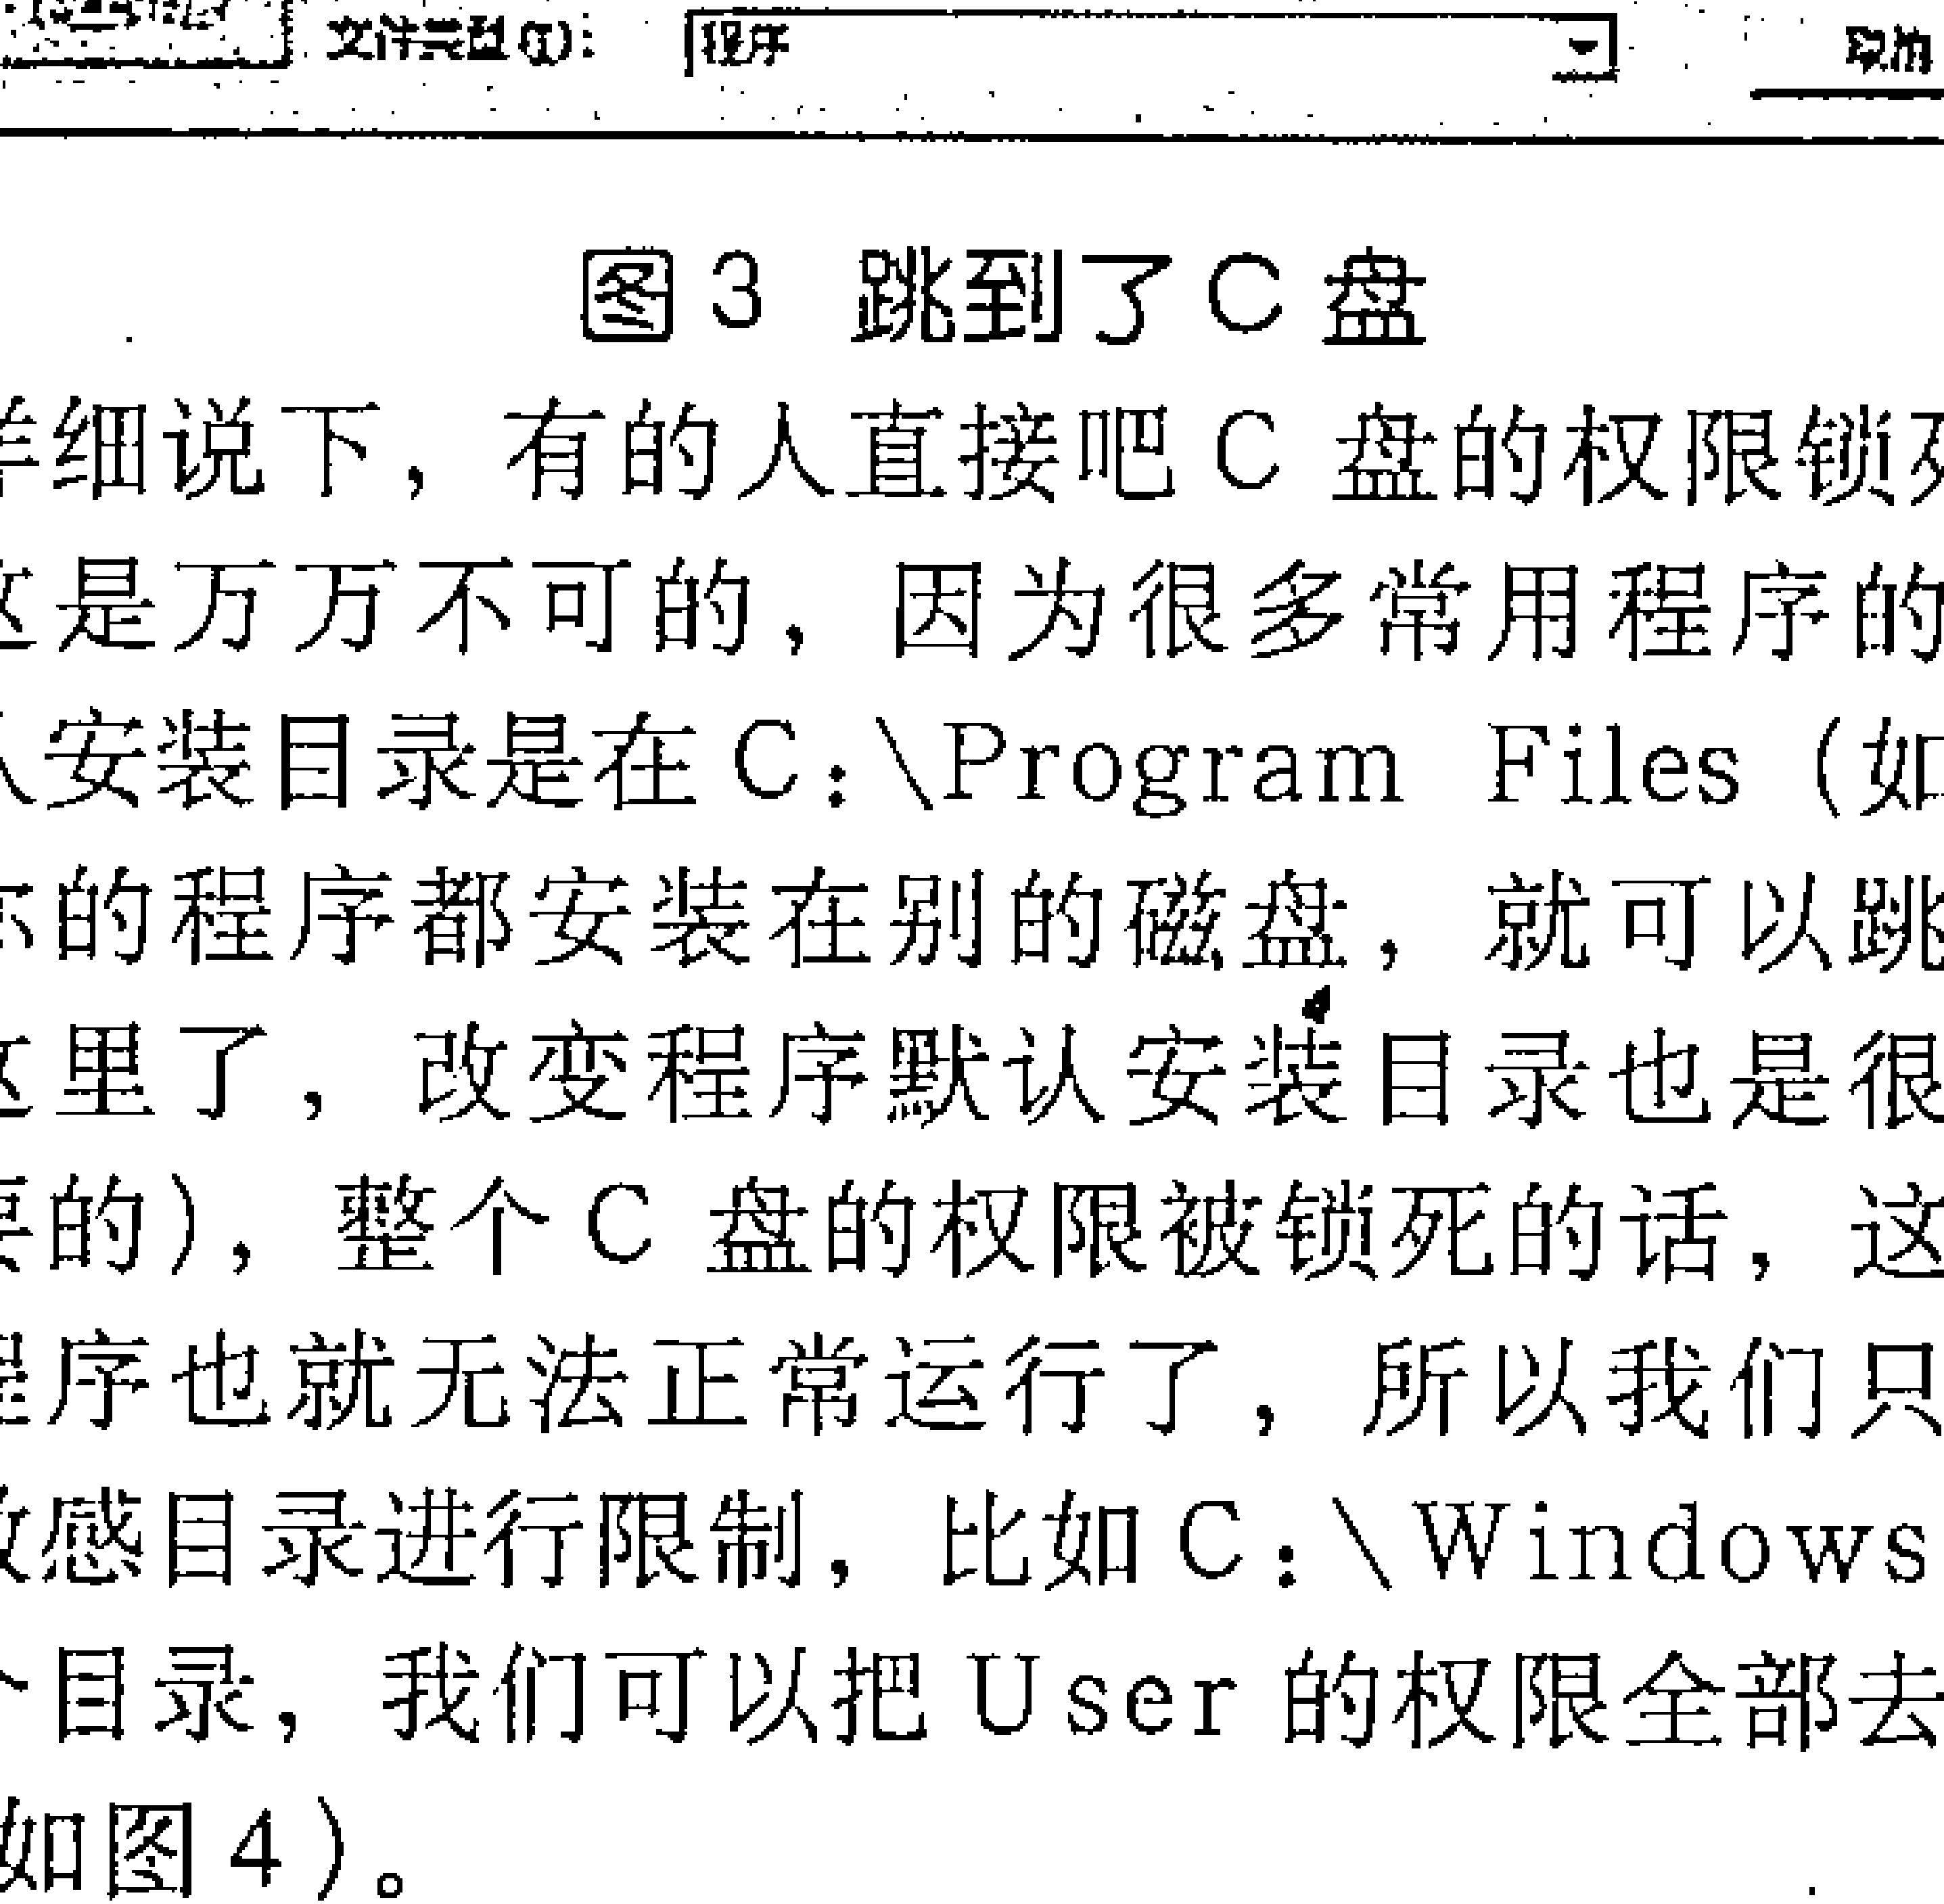 文件类型(T): 程序 取消
图3 跳到了C盘
详细说下，有的人直接吧C 盘的权限锁死
这是万万不可的，因为很多常用程序的
认安装目录是在C:\Program Files（如
你的程序都安装在别的磁盘，就可以跳
这里了，改变程序默认安装目录也是很
要的），整个C 盘的权限被锁死的话，这
程序也就无法正常运行了，所以我们只
敏感目录进行限制，比如C:\Windows
个目录，我们可以把User的权限全部去
如图4）。